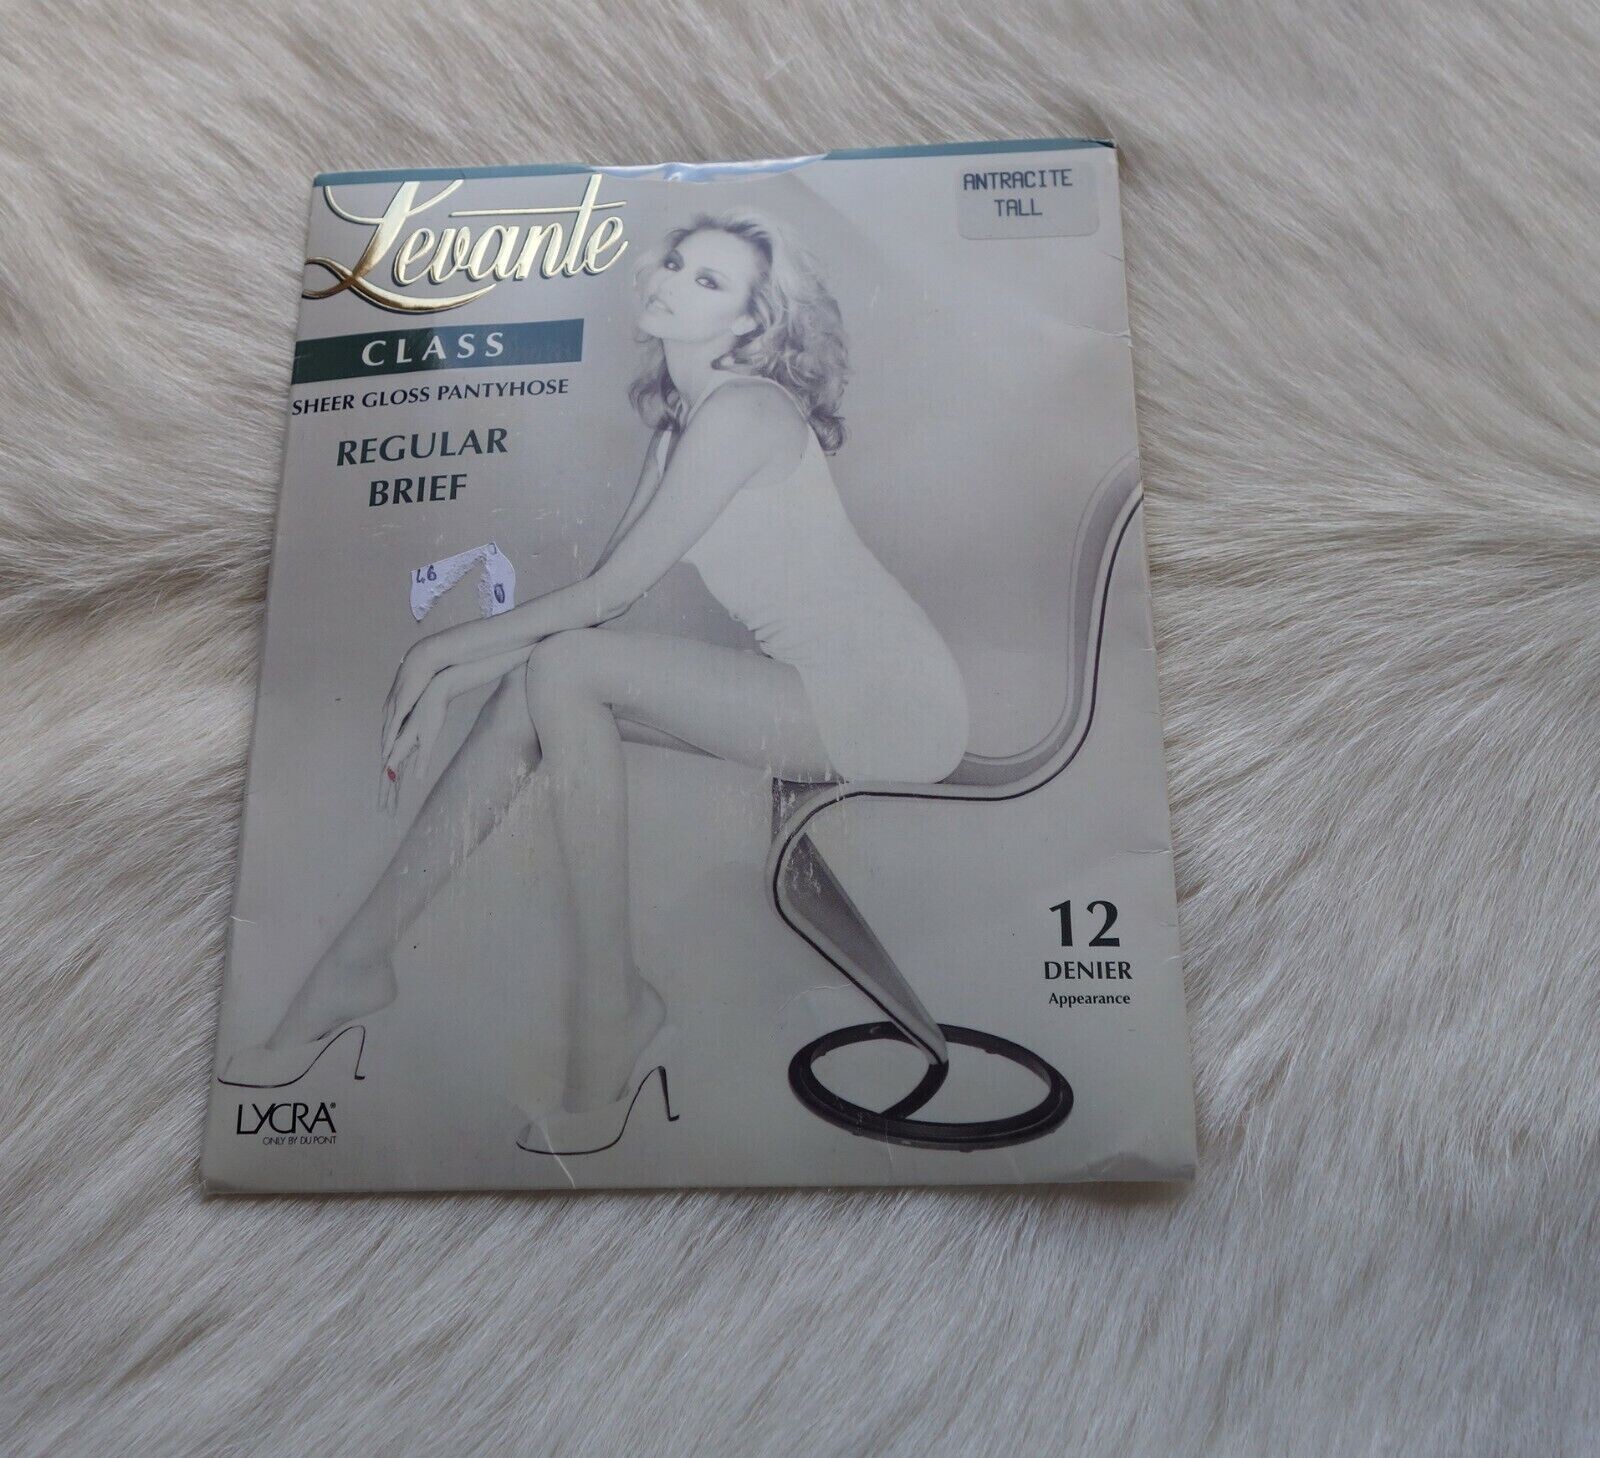 Levante
CLASS
SHEER GLOSS PANTYHOSE
REGULAR
BRIEF
ANTRACITE
TALL
12
DENIER
Appearance
LYCRA®
ONLY BY DU PONT